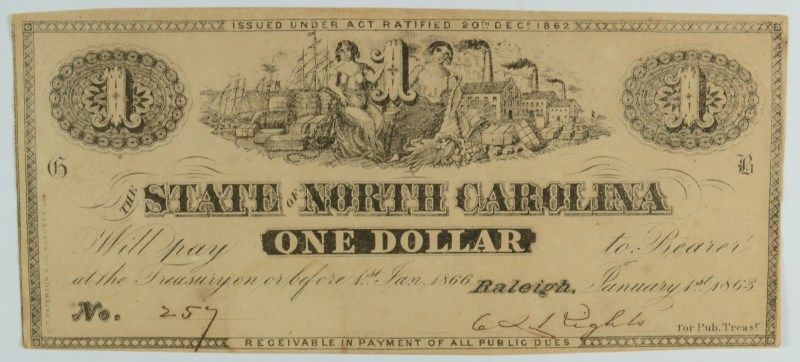 ISSUED UNDER ACT RATIFIED 20TH DECR 1862
1 1 1
G B
THE STATE OF NORTH CAROLINA
Will pay ONE DOLLAR to Bearer
at the Treasury on or before 1st Jan. 1866. Raleigh, January 1st, 1863.
No. 257
for Pub. Treasr
RECEIVABLE IN PAYMENT OF ALL PUBLIC DUES